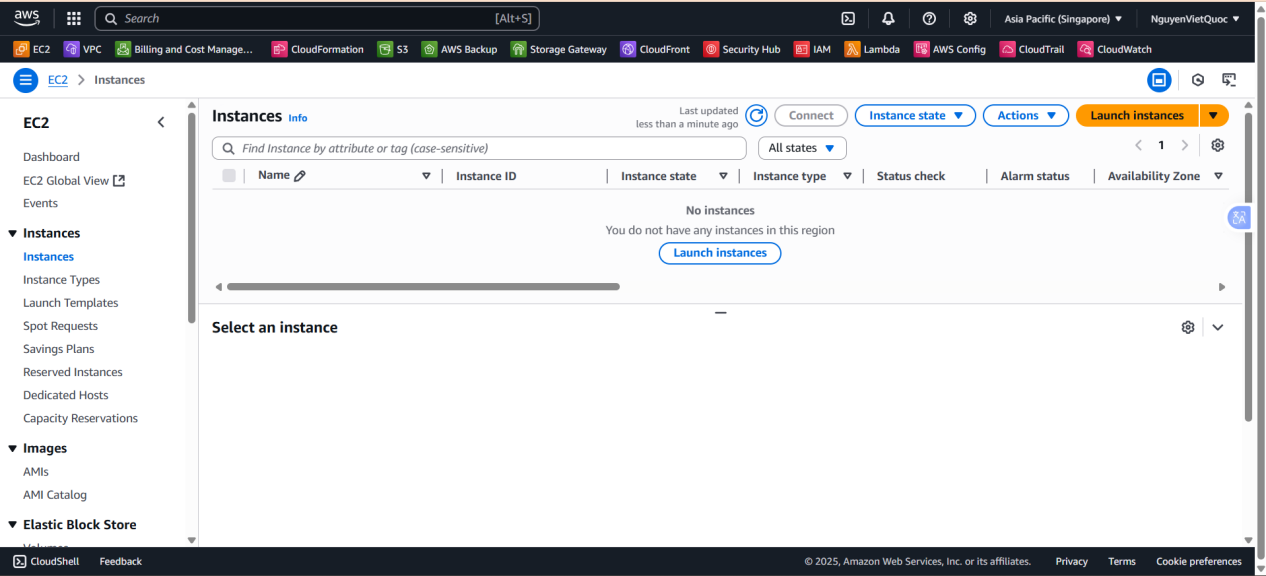 aws
Search [Alt+S]
Asia Pacific (Singapore) NguyenVietQuoc
EC2 VPC Billing and Cost Manage... CloudFormation S3 AWS Backup Storage Gateway CloudFront Security Hub IAM Lambda AWS Config CloudTrail CloudWatch
EC2 Instances
EC2
Dashboard
EC2 Global View
Events
Instances
Instances
Instance Types
Launch Templates
Spot Requests
Savings Plans
Reserved Instances
Dedicated Hosts
Capacity Reservations
Images
AMIs
AMI Catalog
Elastic Block Store
Instances Info
Last updated
less than a minute ago
Connect Instance state Actions Launch instances
Find Instance by attribute or tag (case-sensitive) All states 1
Name Instance ID Instance state Instance type Status check Alarm status Availability Zone
No instances
You do not have any instances in this region
Launch instances
Select an instance
CloudShell Feedback © 2025, Amazon Web Services, Inc. or its affiliates. Privacy Terms Cookie preferences